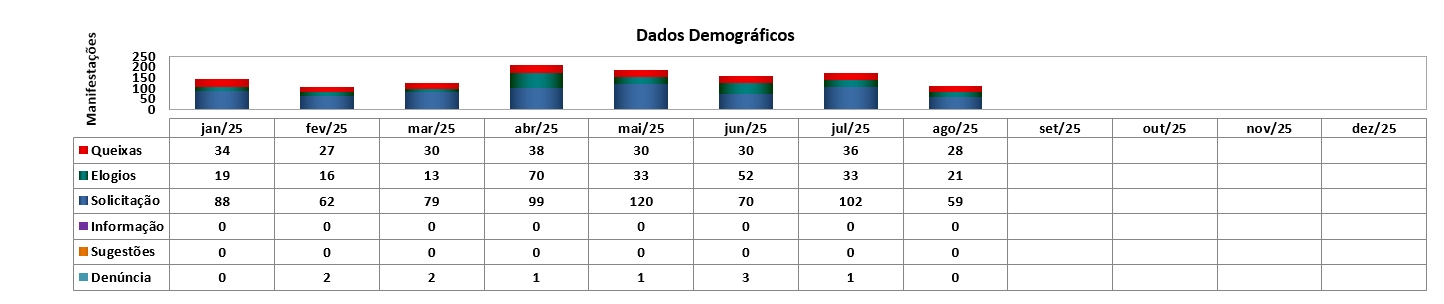 Dados Demográficos
Manifestações
250
200
150
100
50
0
jan/25 fev/25 mar/25 abr/25 mai/25 jun/25 jul/25 ago/25 set/25 out/25 nov/25 dez/25
Queixas 34 27 30 38 30 30 36 28
Elogios 19 16 13 70 33 52 33 21
Solicitação 88 62 79 99 120 70 102 59
Informação 0 0 0 0 0 0 0 0
Sugestões 0 0 0 0 0 0 0 0
Denúncia 0 2 2 1 1 3 1 0